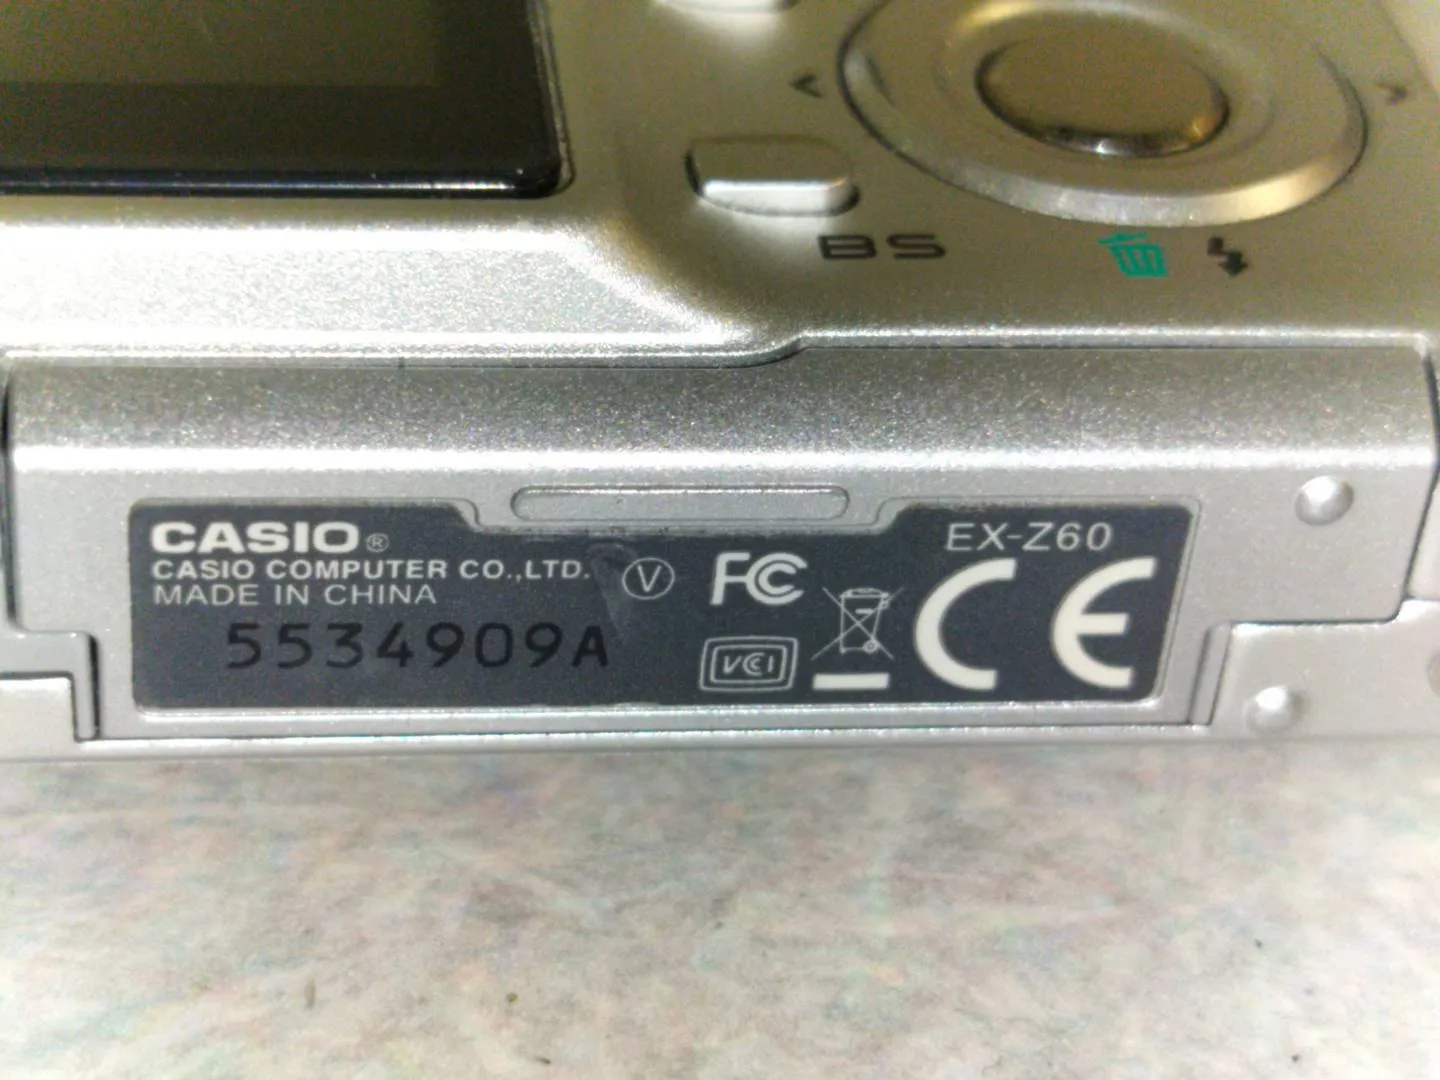 BS
CASIO®
EX-Z60
CASIO COMPUTER CO.,LTD.
MADE IN CHINA
V
FC
CE
5534909A
VCI